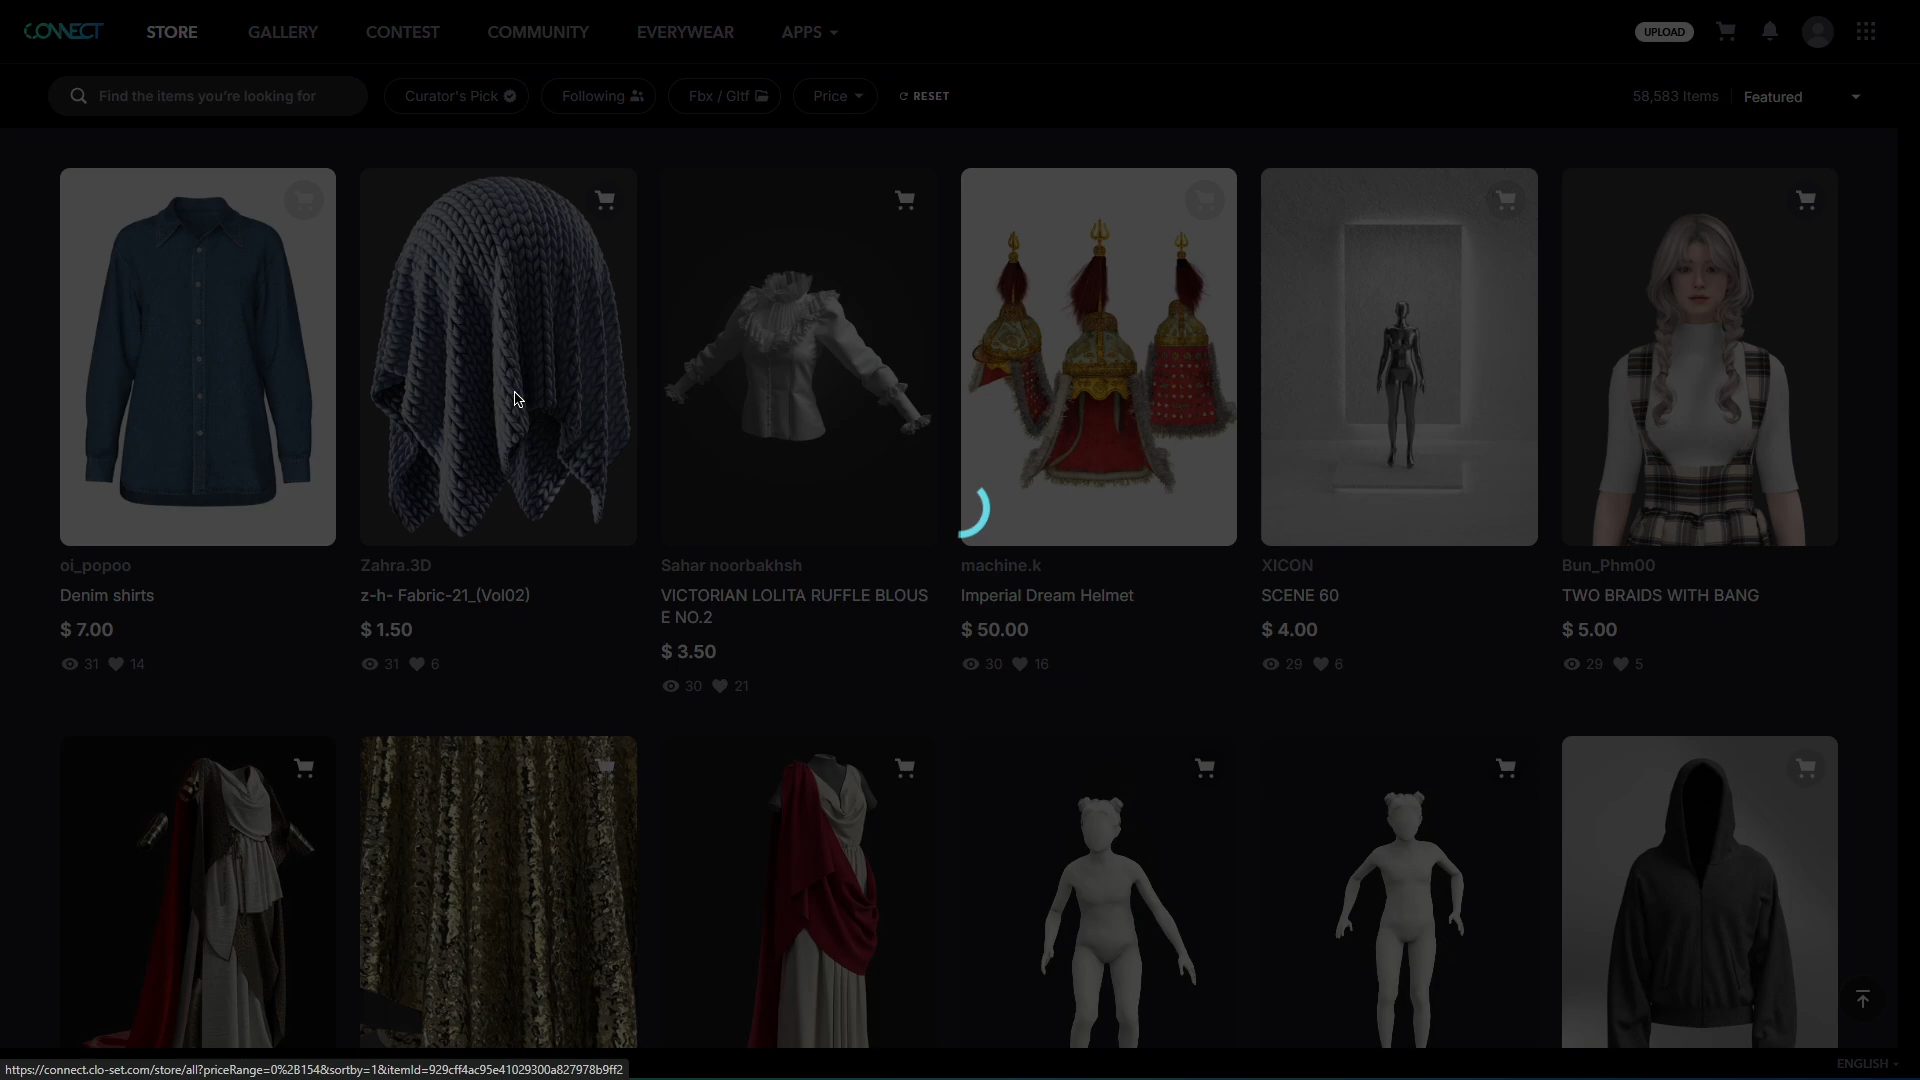 CONNECT
STORE
GALLERY
CONTEST
COMMUNITY
EVERYWEAR
APPS
UPLOAD
Find the items you're looking for
Curator's Pick
Following
Fbx / Gltf
Price
RESET
58,583 Items
Featured
oi_popoo
Denim shirts
$ 7.00
31
14
Zahra.3D
z-h- Fabric-21_(Vol02)
$ 1.50
31
6
Sahar noorbakhsh
VICTORIAN LOLITA RUFFLE BLOUS
E NO.2
$ 3.50
30
21
machine.k
Imperial Dream Helmet
$ 50.00
30
16
XICON
SCENE 60
$ 4.00
29
6
Bun_Phm00
TWO BRAIDS WITH BANG
$ 5.00
29
5
https://connect.clo-set.com/store/all?priceRange=0%2B154&sortby=1&itemId=929cff4ac95e41029300a827978b9ff2
ENGLISH